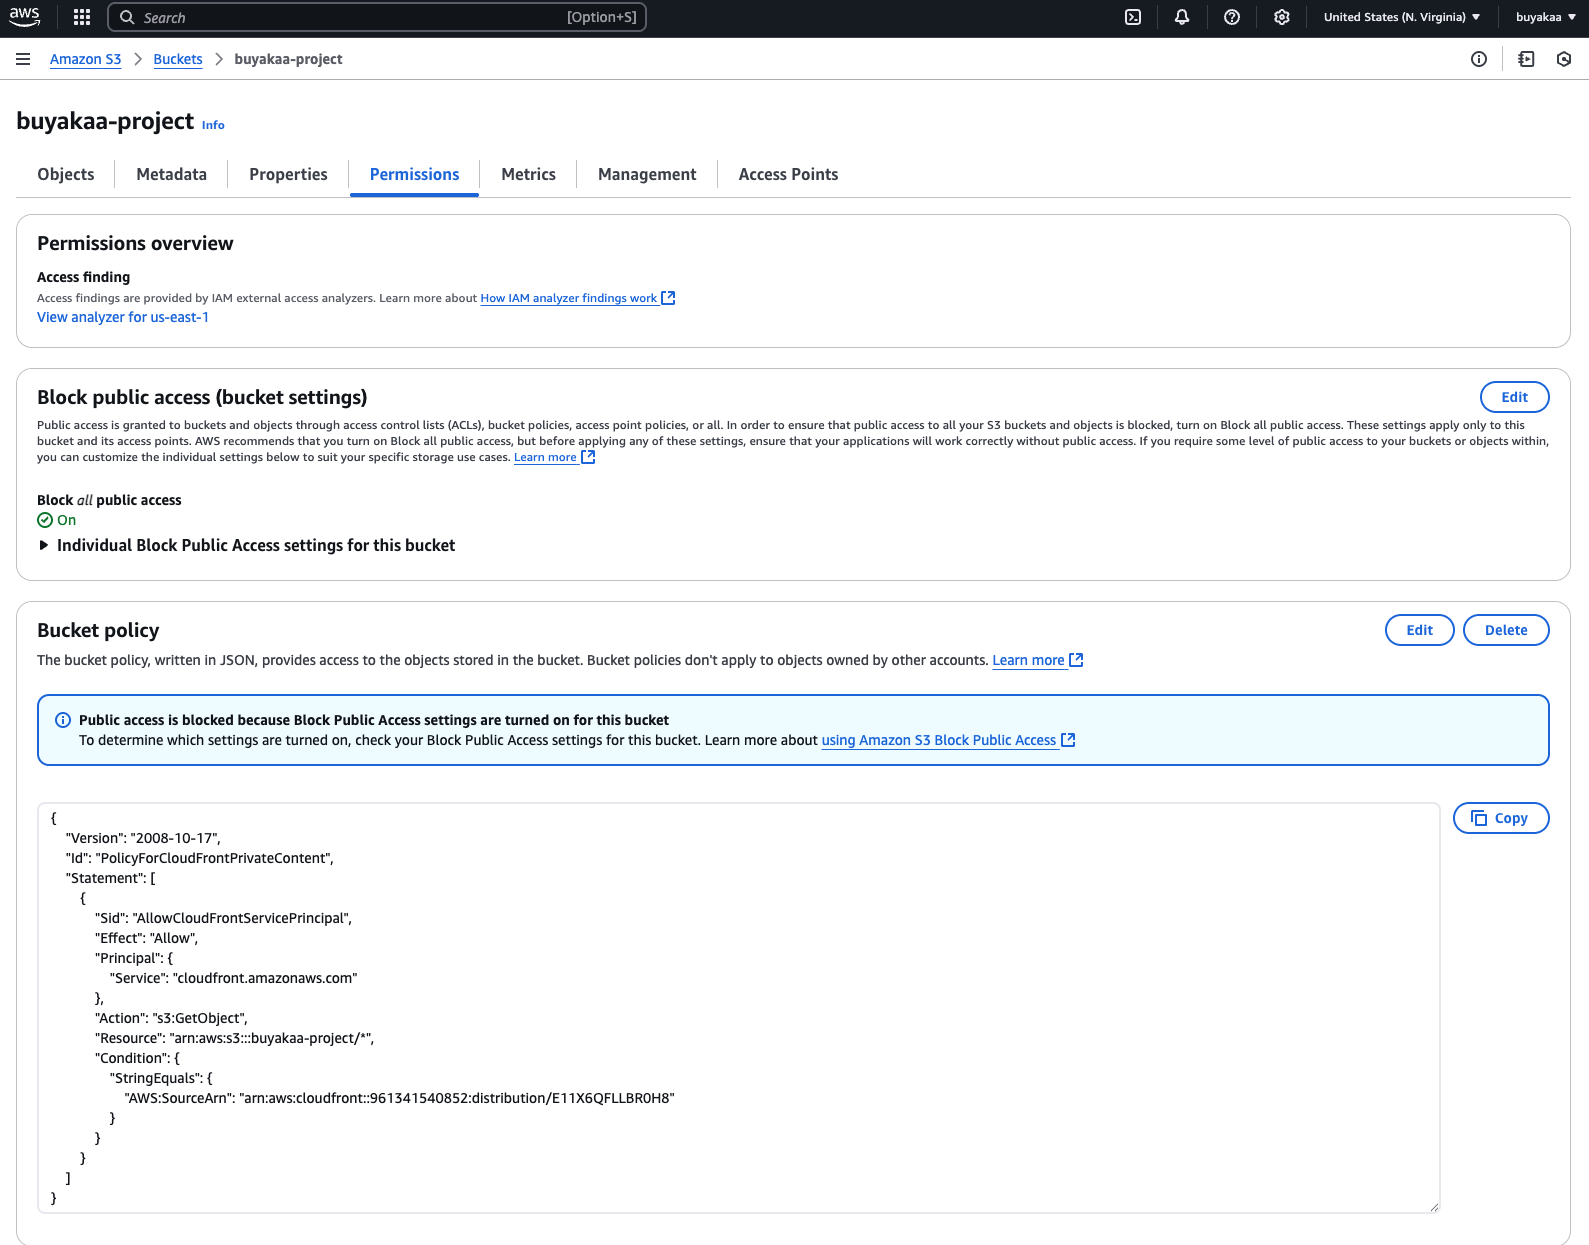 aws Search [Option+S] United States (N. Virginia) buyakaa
Amazon S3 Buckets buyakaa-project
buyakaa-project Info
Objects Metadata Properties Permissions Metrics Management Access Points
Permissions overview
Access finding
Access findings are provided by IAM external access analyzers. Learn more about How IAM analyzer findings work
View analyzer for us-east-1
Block public access (bucket settings) Edit
Public access is granted to buckets and objects through access control lists (ACLs), bucket policies, access point policies, or all. In order to ensure that public access to all your S3 buckets and objects is blocked, turn on Block all public access. These settings apply only to this
bucket and its access points. AWS recommends that you turn on Block all public access, but before applying any of these settings, ensure that your applications will work correctly without public access. If you require some level of public access to your buckets or objects within,
you can customize the individual settings below to suit your specific storage use cases. Learn more
Block all public access
On
Individual Block Public Access settings for this bucket
Bucket policy Edit Delete
The bucket policy, written in JSON, provides access to the objects stored in the bucket. Bucket policies don't apply to objects owned by other accounts. Learn more
Public access is blocked because Block Public Access settings are turned on for this bucket
To determine which settings are turned on, check your Block Public Access settings for this bucket. Learn more about using Amazon S3 Block Public Access
Copy
{
"Version": "2008-10-17",
"Id": "PolicyForCloudFrontPrivateContent",
"Statement": [
{
"Sid": "AllowCloudFrontServicePrincipal",
"Effect": "Allow",
"Principal": {
"Service": "cloudfront.amazonaws.com"
},
"Action": "s3:GetObject",
"Resource": "arn:aws:s3:::buyakaa-project/*",
"Condition": {
"StringEquals": {
"AWS:SourceArn": "arn:aws:cloudfront::961341540852:distribution/E11X6QFLLBR0H8"
}
}
}
]
}